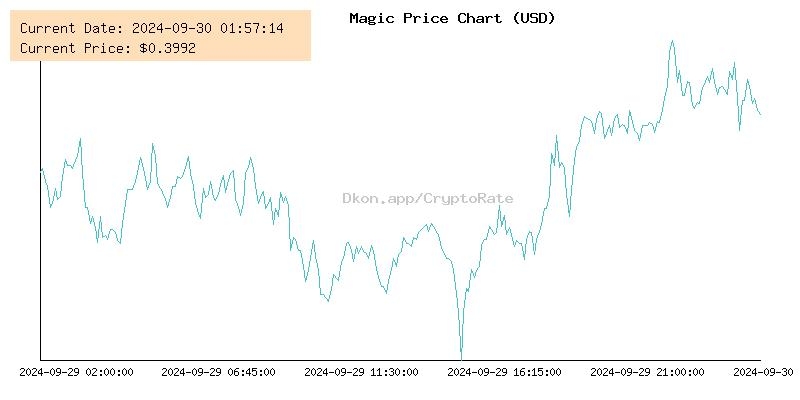 Magic Price Chart (USD)
Current Date: 2024-09-30 01:57:14
Current Price: $0.3992
Dkon.app/CryptoRate
2024-09-29 02:00:00
2024-09-29 06:45:00
2024-09-29 11:30:00
2024-09-29 16:15:00
2024-09-29 21:00:00
2024-09-30